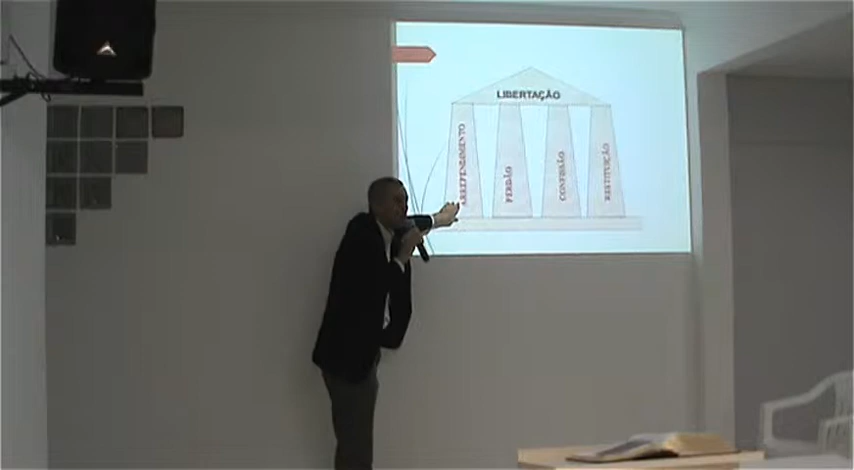 LIBERTAÇÃO
ARREPENDIMENTO
PERDÃO
CONFISSÃO
RESTITUIÇÃO